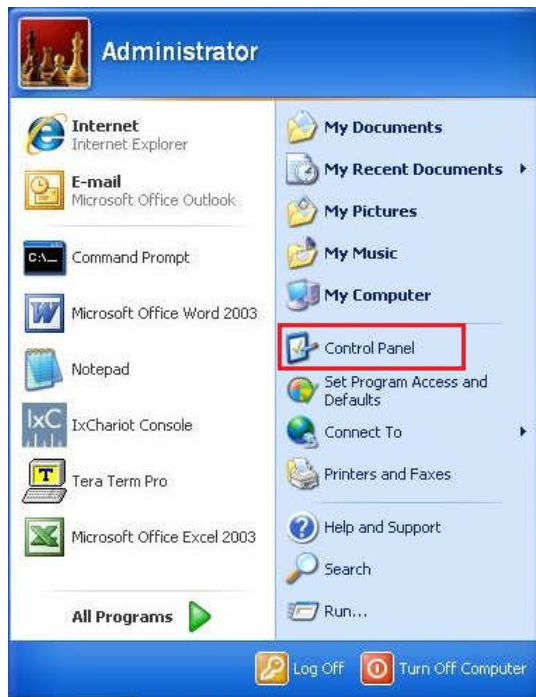 Administrator
Internet
Internet Explorer
E-mail
Microsoft Office Outlook
C:\_
Command Prompt
W
Microsoft Office Word 2003
Notepad
IxC
IxChariot Console
T
Tera Term Pro
Microsoft Office Excel 2003
All Programs
My Documents
My Recent Documents
My Pictures
My Music
My Computer
Control Panel
Set Program Access and
Defaults
Connect To
Printers and Faxes
Help and Support
Search
Run...
Log Off
Turn Off Computer